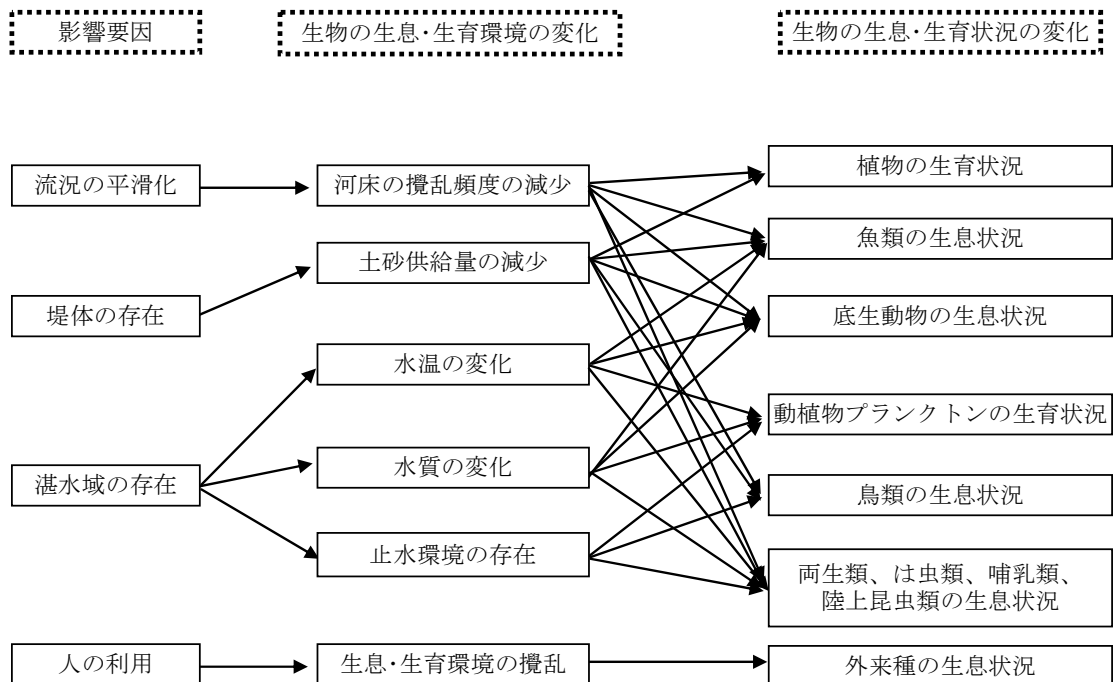 影響要因
生物の生息･生育環境の変化
生物の生息･生育状況の変化
流況の平滑化
堤体の存在
湛水域の存在
人の利用
河床の攪乱頻度の減少
土砂供給量の減少
水温の変化
水質の変化
止水環境の存在
生息･生育環境の攪乱
植物の生育状況
魚類の生息状況
底生動物の生息状況
動植物プランクトンの生育状況
鳥類の生息状況
両生類、は虫類、哺乳類、
陸上昆虫類の生息状況
外来種の生息状況